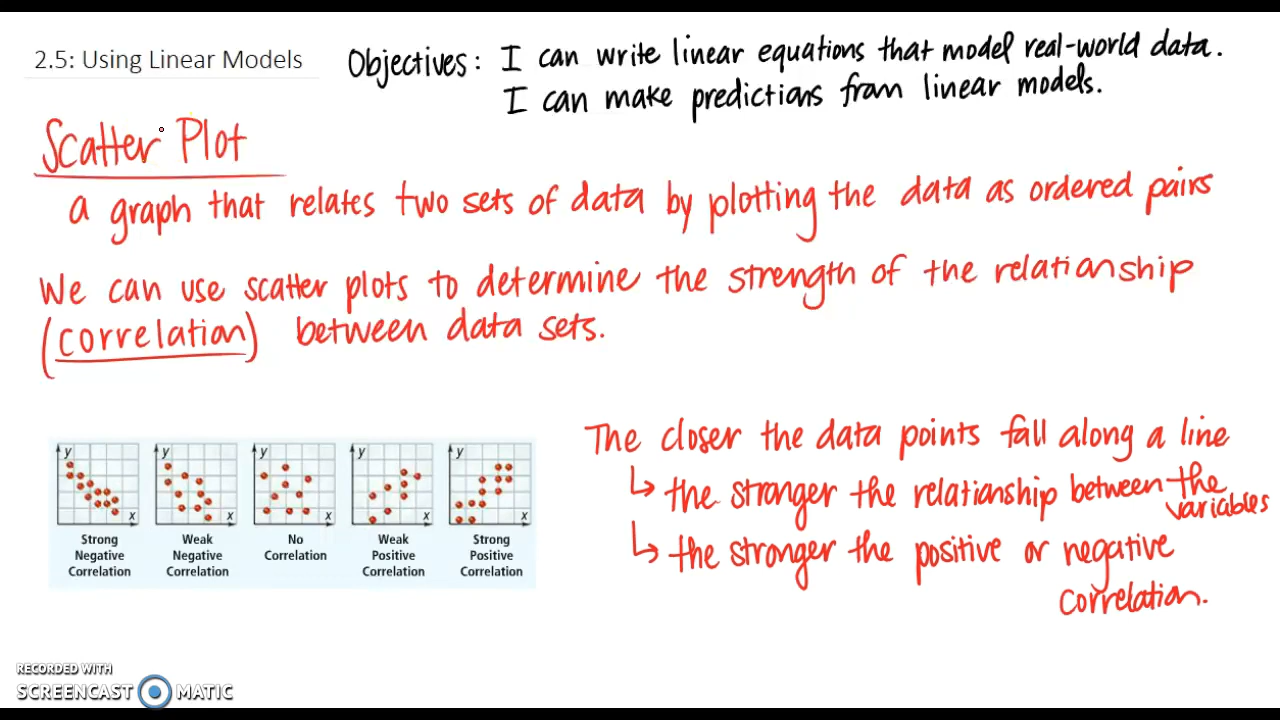 2.5: Using Linear Models
Objectives: I can write linear equations that model real-world data.
I can make predictions from linear models.
Scatter Plot
a graph that relates two sets of data by plotting the data as ordered pairs
We can use scatter plots to determine the strength of the relationship
(correlation) between data sets.
The closer the data points fall along a line
↳ the stronger the relationship between the
variables
↳ the stronger the positive or negative
correlation.
y x y x y x y x y x
Strong Weak No Weak Strong
Negative Negative Correlation Positive Positive
Correlation Correlation Correlation Correlation
RECORDED WITH
SCREENCAST MATIC